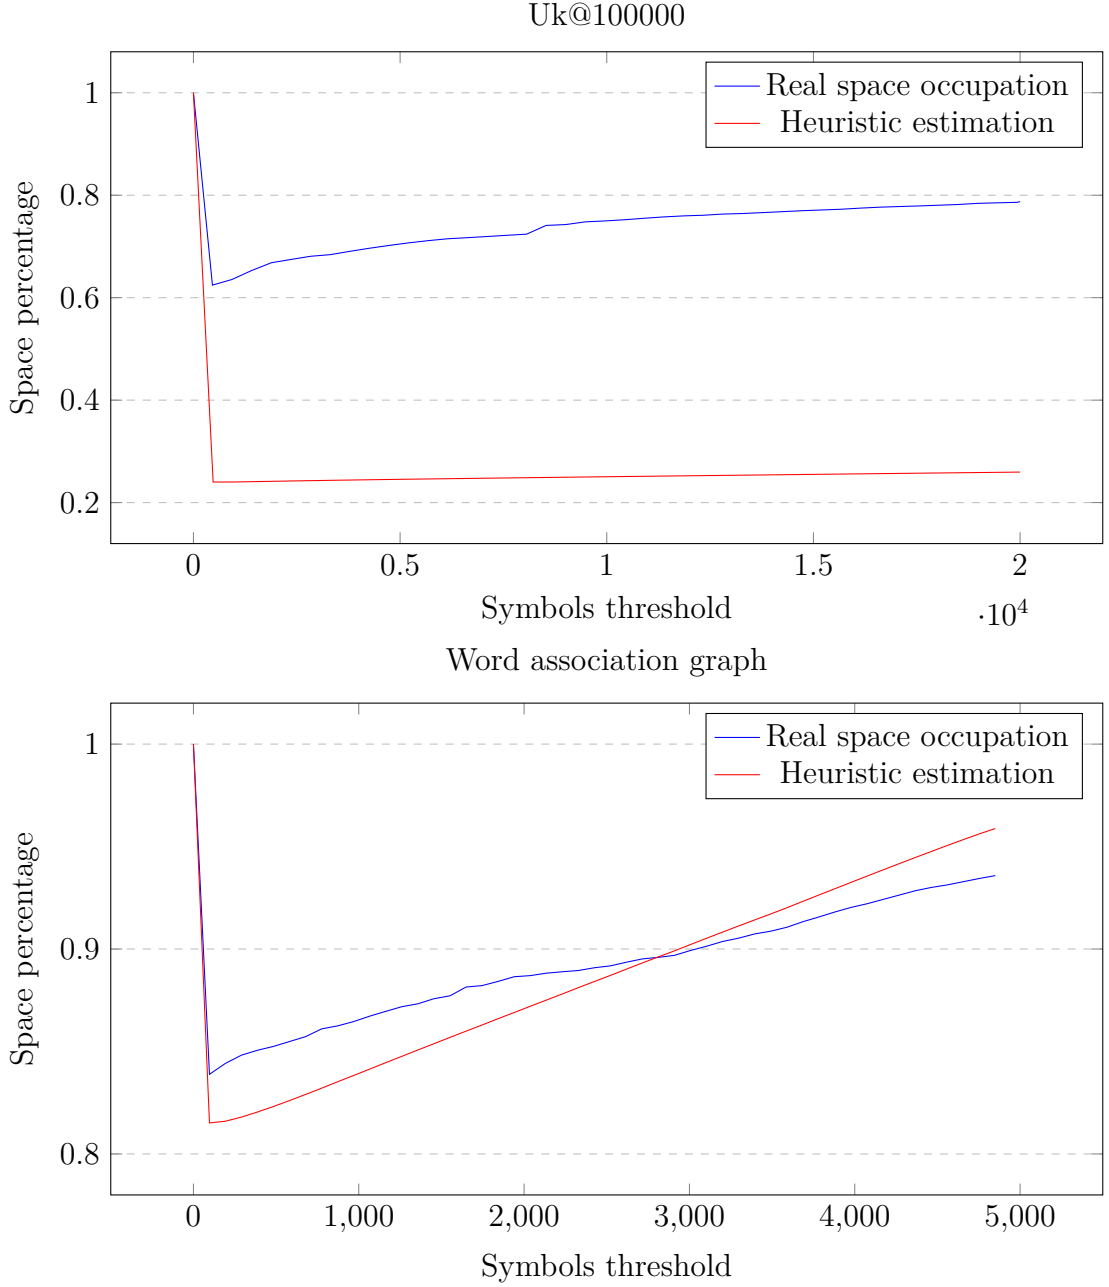 Uk@100000
Real space occupation
Heuristic estimation
Space percentage
1
0.8
0.6
0.4
0.2
0 0.5 1 1.5 2
Symbols threshold
·10⁴
Word association graph
Real space occupation
Heuristic estimation
Space percentage
1
0.9
0.8
0 1,000 2,000 3,000 4,000 5,000
Symbols threshold